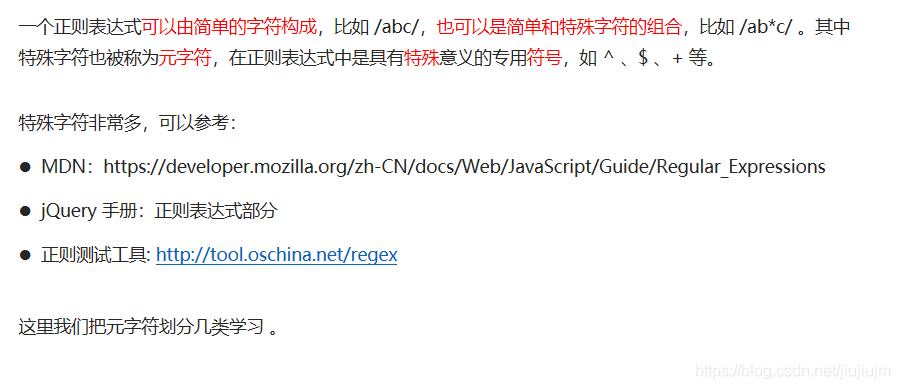 一个正则表达式可以由简单的字符构成，比如 /abc/，也可以是简单和特殊字符的组合，比如 /ab*c/ 。其中
特殊字符也被称为元字符，在正则表达式中是具有特殊意义的专用符号，如 ^ 、$ 、+ 等。
特殊字符非常多，可以参考：
● MDN：https://developer.mozilla.org/zh-CN/docs/Web/JavaScript/Guide/Regular_Expressions
● jQuery 手册：正则表达式部分
● 正则测试工具: http://tool.oschina.net/regex
这里我们把元字符划分几类学习 。
https://blog.csdn.net/jiujiujm